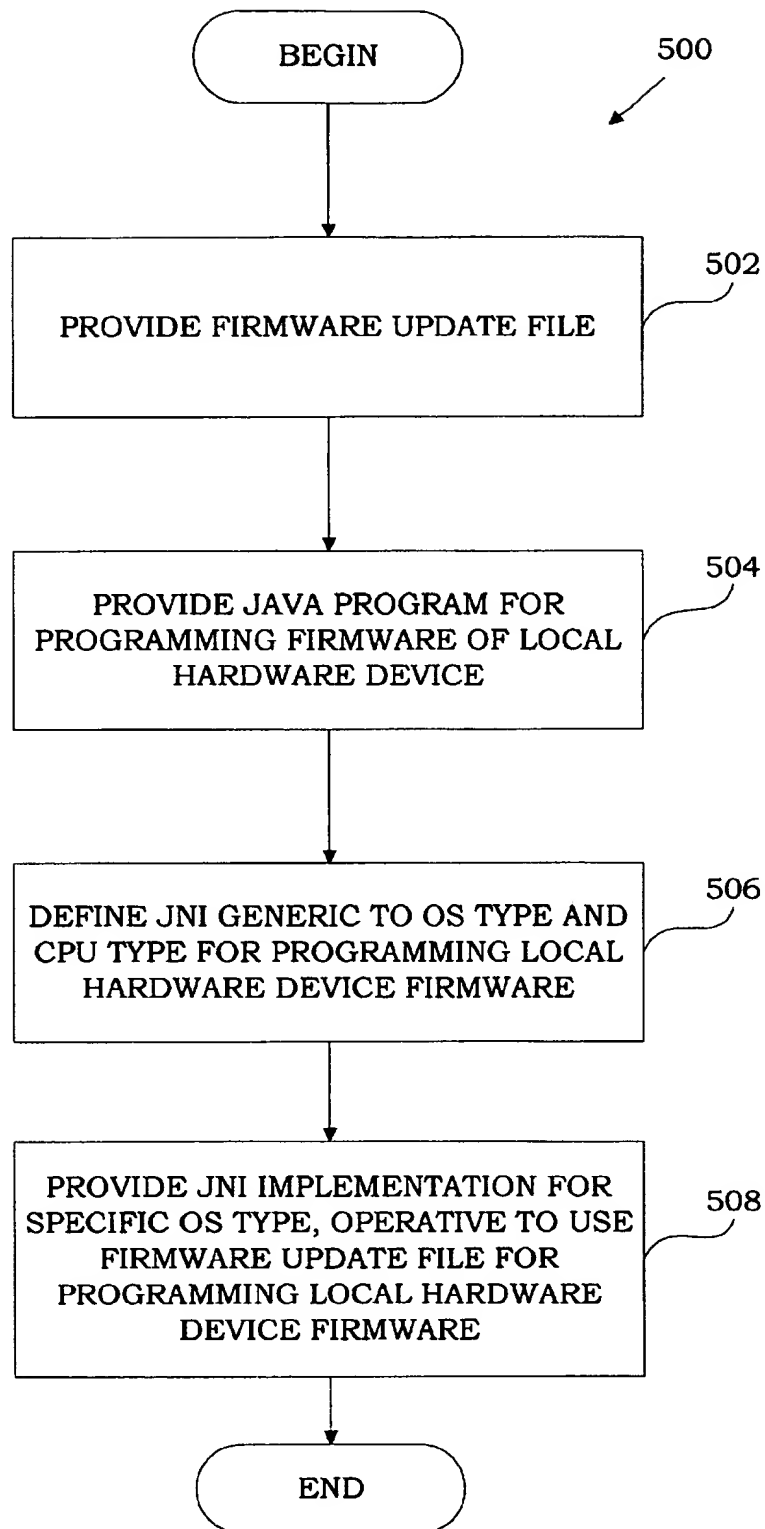 BEGIN
500
502
PROVIDE FIRMWARE UPDATE FILE
504
PROVIDE JAVA PROGRAM FOR
PROGRAMMING FIRMWARE OF LOCAL
HARDWARE DEVICE
506
DEFINE JNI GENERIC TO OS TYPE AND
CPU TYPE FOR PROGRAMMING LOCAL
HARDWARE DEVICE FIRMWARE
508
PROVIDE JNI IMPLEMENTATION FOR
SPECIFIC OS TYPE, OPERATIVE TO USE
FIRMWARE UPDATE FILE FOR
PROGRAMMING LOCAL HARDWARE
DEVICE FIRMWARE
END